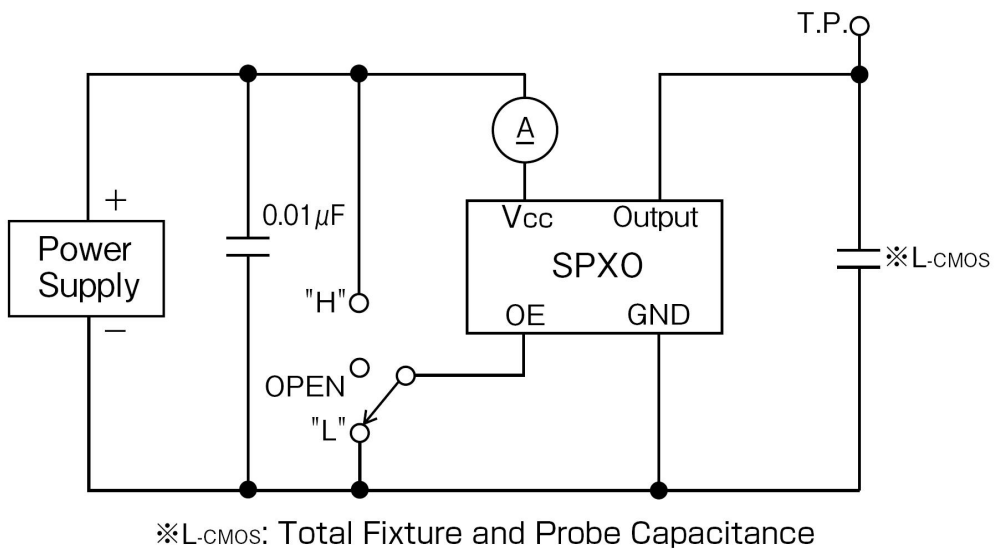 T.P.
A
+
0.01μF
Vcc Output
Power
Supply
SPXO
※L-CMOS
"H"
OE GND
−
OPEN
"L"
※L-CMOS: Total Fixture and Probe Capacitance